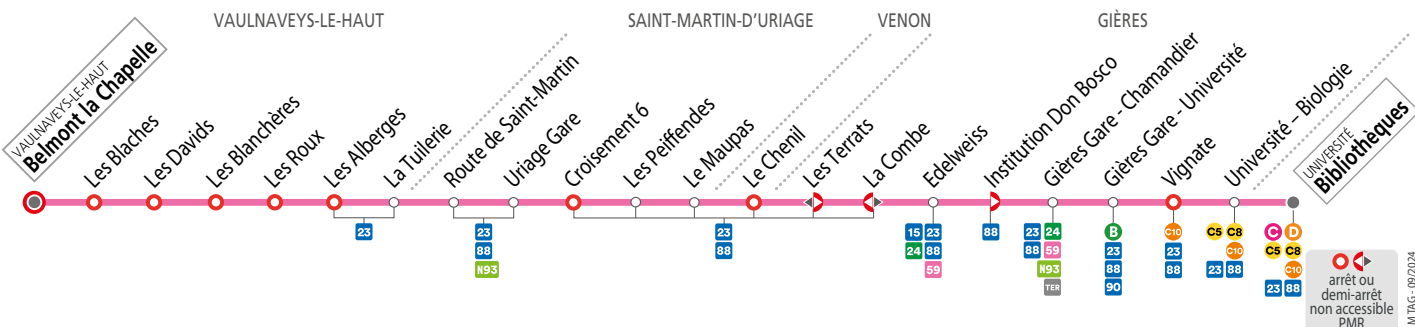 VAULNAVEYS-LE-HAUT
SAINT-MARTIN-D'URIAGE
VENON
GIÈRES
VAULNAVEYS-LE-HAUT
Belmont la Chapelle
Les Blaches
Les Davids
Les Blanchères
Les Roux
Les Alberges
La Tuilerie
Route de Saint-Martin
Uriage Gare
Croisement 6
Les Peiffendes
Le Maupas
Le Chenil
Les Terrats
La Combe
Edelweiss
Institution Don Bosco
Gières Gare - Chamandier
Gières Gare - Université
Vignate
Université – Biologie
UNIVERSITÉ
Bibliothèques
23
23
88
N93
23
88
15 23
24 88
59
88
23 24
88 59
N93
TER
B
23
88
90
C10
23
88
C5 C8
C10
23 88
C D
C5 C8
C10
23 88
arrêt ou
demi-arrêt
non accessible
PMR
M TAG - 09/2024